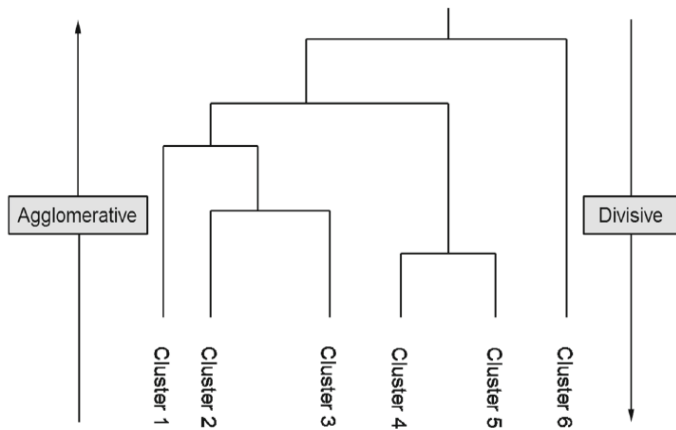 Agglomerative
Divisive
Cluster 1
Cluster 2
Cluster 3
Cluster 4
Cluster 5
Cluster 6